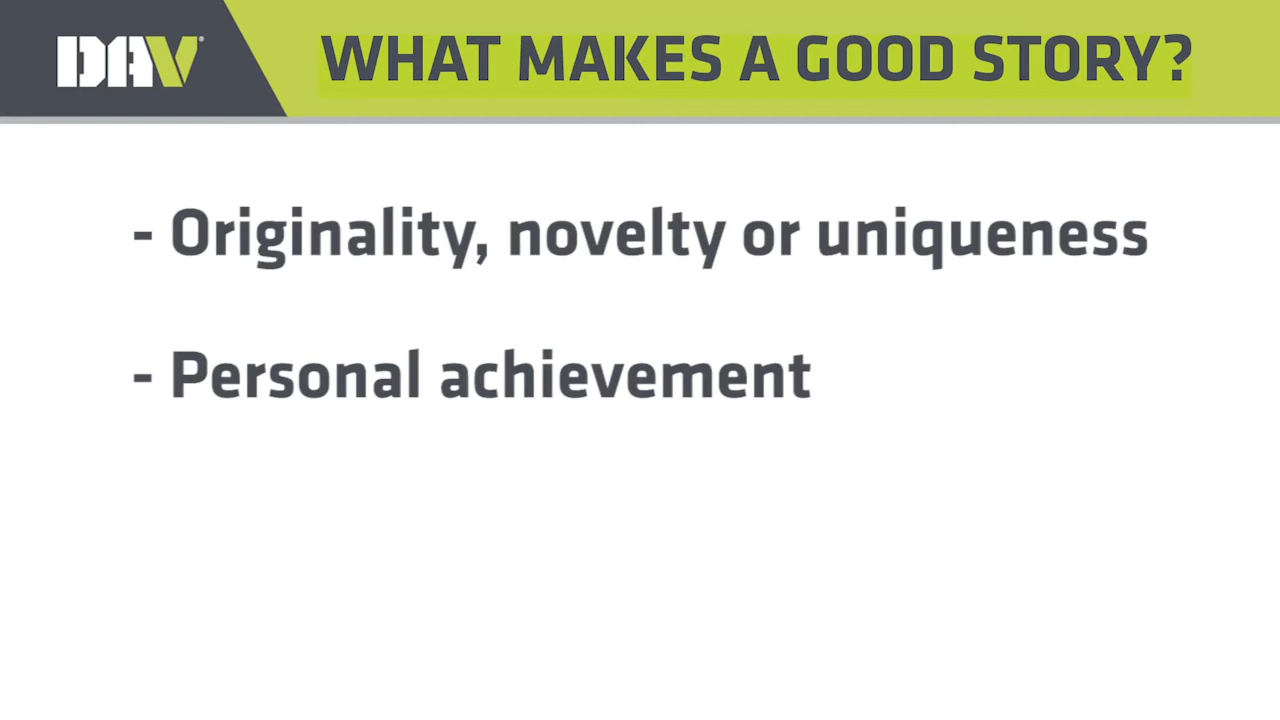 DAV®
WHAT MAKES A GOOD STORY?
- Originality, novelty or uniqueness
- Personal achievement